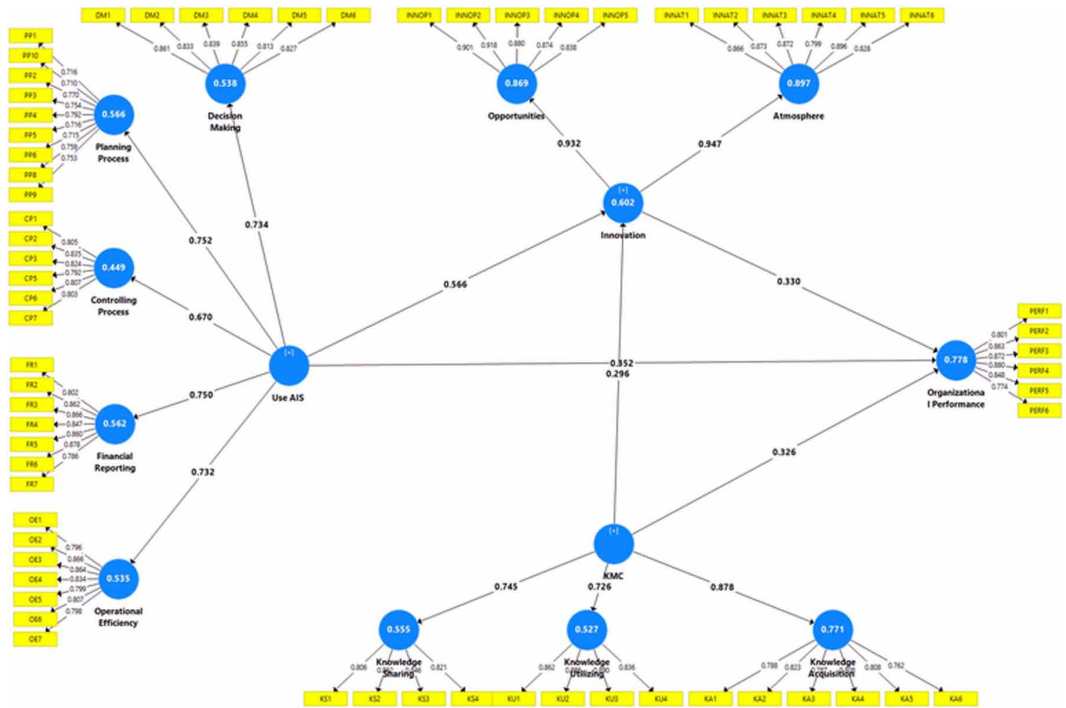 DM1 DM2 DM3 DM4 DM5 DM6
0.861 0.833 0.839 0.855 0.813 0.827
0.538
Decision
Making
INNOP1 INNOP2 INNOP3 INNOP4 INNOP5
0.901 0.918 0.880 0.874 0.838
0.869
Opportunities
INNAT1 INNAT2 INNAT3 INNAT4 INNAT5 INNAT6
0.866 0.873 0.872 0.799 0.896 0.828
0.897
Atmosphere
PP1
PP10
PP2
PP3
PP4
PP5
PP6
PP8
PP9
0.716
0.710
0.770
0.754
0.792
0.716
0.715
0.759
0.753
0.566
Planning
Process
0.932
0.947
[+]
0.602
Innovation
0.734
0.752
CP1
CP2
CP3
CP5
CP6
CP7
0.805
0.835
0.824
0.792
0.807
0.803
0.449
Controlling
Process
0.670
0.566
0.330
[+]
Use AIS
0.352
0.296
PERF1
PERF2
PERF3
PERF4
PERF5
PERF6
0.801
0.863
0.872
0.880
0.848
0.774
0.778
Organizationa
l Performance
FR1
FR2
FR3
FR4
FR5
FR6
FR7
0.802
0.862
0.866
0.847
0.860
0.878
0.786
0.562
Financial
Reporting
0.750
0.732
0.326
OE1
OE2
OE3
OE4
OE5
OE6
OE7
0.796
0.866
0.864
0.834
0.799
0.807
0.798
0.535
Operational
Efficiency
[+]
KMC
0.745
0.726
0.878
0.555
Knowledge
Sharing
0.806 0.821
KS1 KS2 KS3 KS4
0.527
Knowledge
Utilizing
0.862 0.836
KU1 KU2 KU3 KU4
0.771
Knowledge
Acquisition
0.788 0.823 0.808 0.762
KA1 KA2 KA3 KA4 KA5 KA6